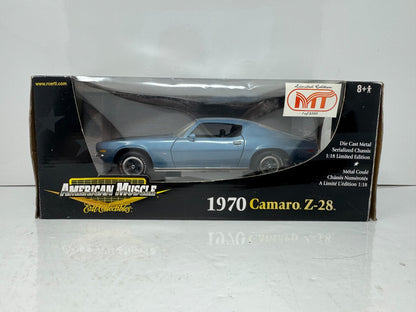 www.rcertl.com
Limited Edition
MT
8+
Die Cast Metal
Serialized Chassis
1:18 Limited Edition
Métal Coulé
Châssis Numérotés
A Limité L'édition 1:18
AMERICAN MUSCLE
Ertl Collectibles
1970 Camaro Z-28